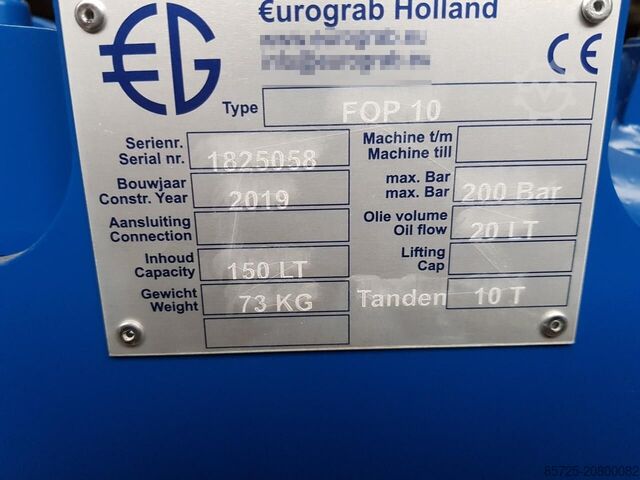 €G
€urograb Holland
CE
Type FOP 10
Serienr.
Serial nr. 1825058
Machine t/m
Machine till
Bouwjaar
Constr. Year 2019
max. Bar
max. Bar 200 Bar
Aansluiting
Connection
Olie volume
Oil flow 20 LT
Inhoud
Capacity 150 LT
Lifting
Cap
Gewicht
Weight 73 KG
Tanden 10 T
85725-20800082